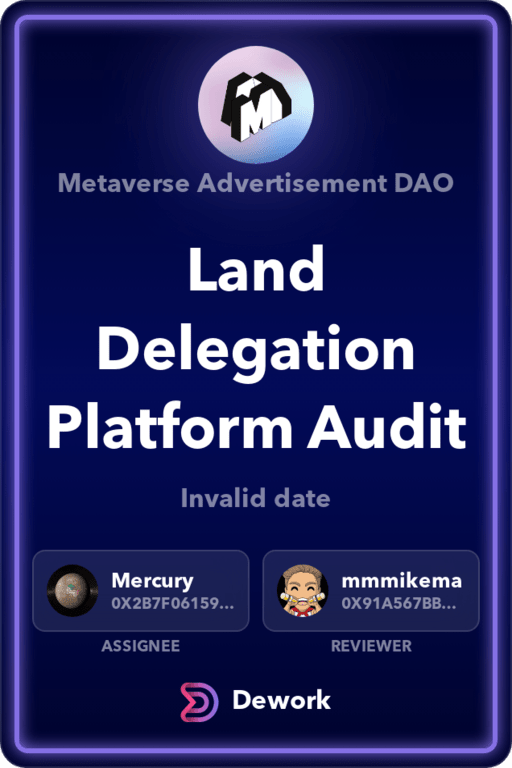 M
Metaverse Advertisement DAO
Land
Delegation
Platform Audit
Invalid date
Mercury
0X2B7F06159...
ASSIGNEE
mmmikema
0X91A567BB...
REVIEWER
Dework